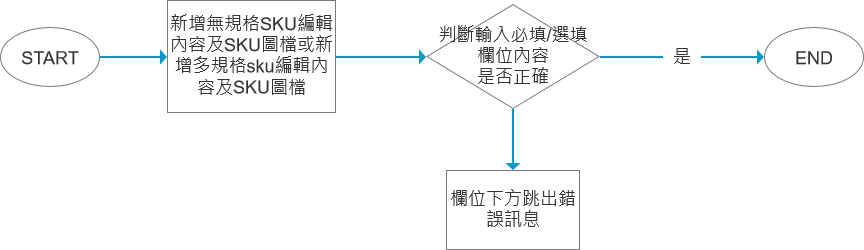 START
新增無規格SKU編輯
內容及SKU圖檔或新
增多規格sku編輯內
容及SKU圖檔
判斷輸入必填/選填
欄位內容
是否正確
是
END
欄位下方跳出錯
誤訊息